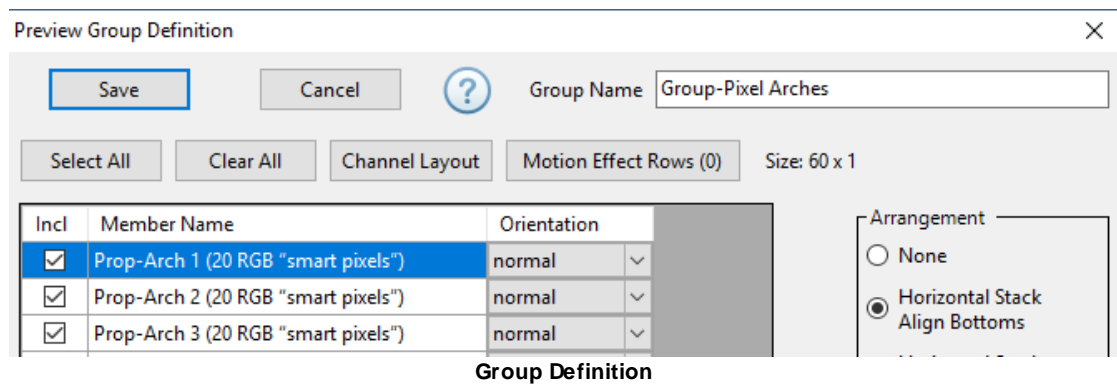 Preview Group Definition
Save Cancel ? Group Name Group-Pixel Arches
Select All Clear All Channel Layout Motion Effect Rows (0) Size: 60 x 1
Incl Member Name Orientation
Prop-Arch 1 (20 RGB “smart pixels”) normal
Prop-Arch 2 (20 RGB “smart pixels”) normal
Prop-Arch 3 (20 RGB “smart pixels”) normal
Arrangement
None
Horizontal Stack
Align Bottoms
Group Definition